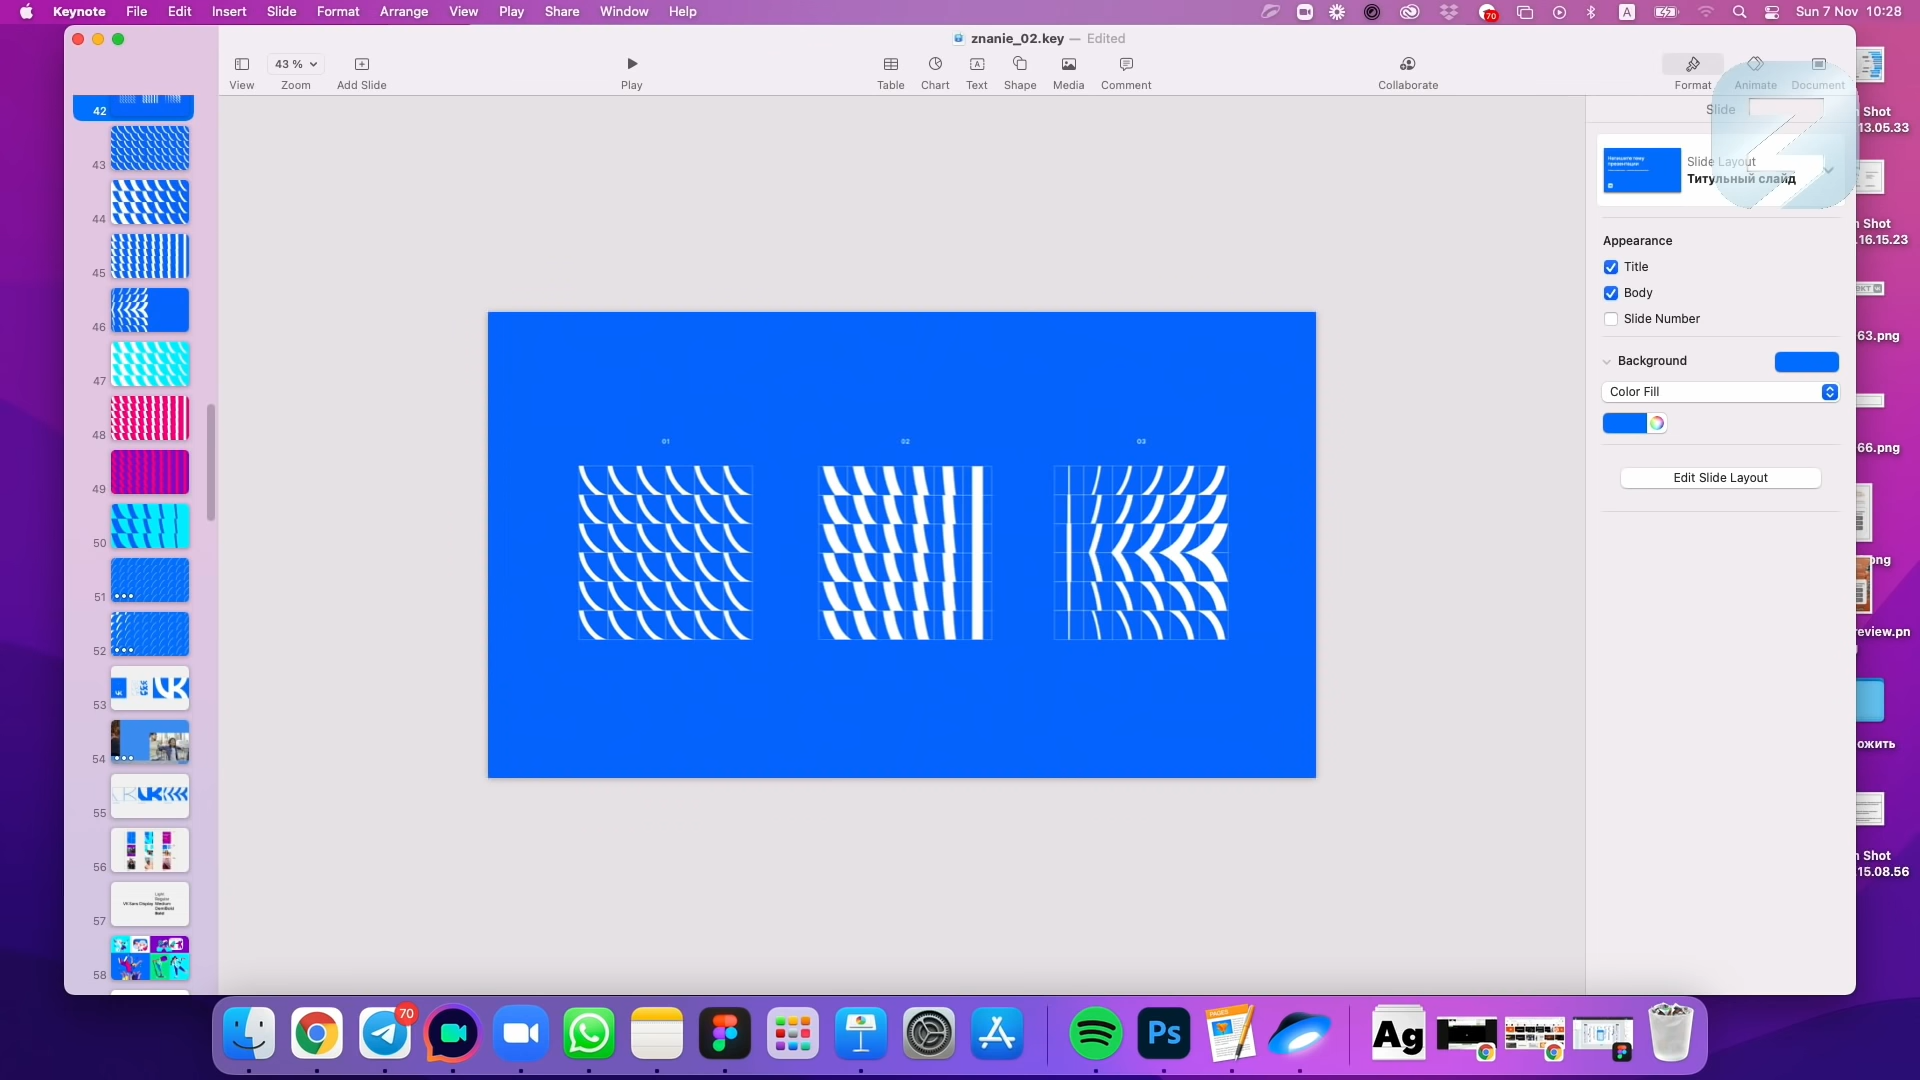 Keynote File Edit Insert Slide Format Arrange View Play Share Window Help
70 A Sun 7 Nov 10:28
znanie_02.key — Edited
43 %
View Zoom Add Slide Play Table Chart Text Shape Media Comment Collaborate Format Animate Document
42
43
44
45
46
47
48
49
50
51
52
53
54
55
56
57
58
01 02 03
Slide
Slide Layout
Титульный слайд
Appearance
Title
Body
Slide Number
Background
Color Fill
Edit Slide Layout
Shot
13.05.33
Shot
.16.15.23
63.png
66.png
png
review.pn
ожить
Shot
.15.08.56
70
Ps
PAGES
Ag